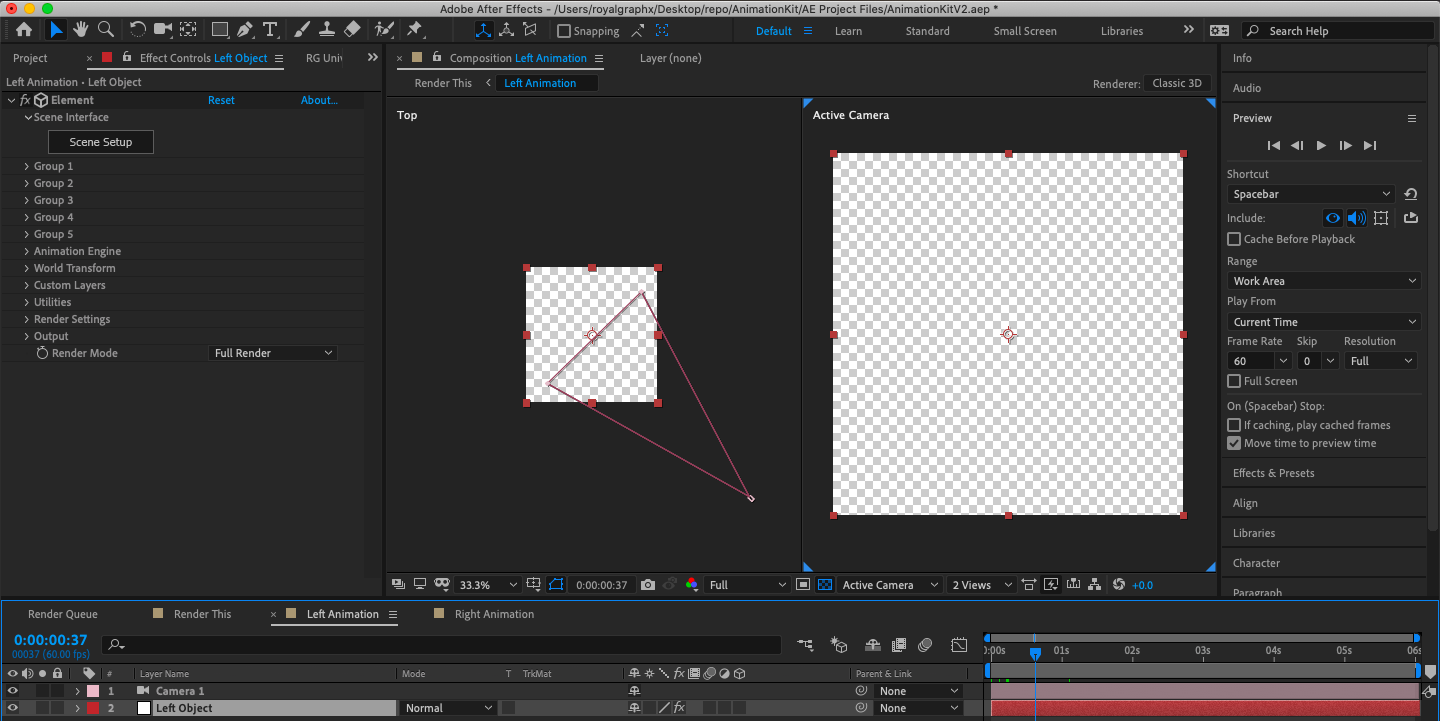 Adobe After Effects - /Users/royalgraphx/Desktop/repo/AnimationKit/AE Project Files/AnimationKitV2.aep *
Snapping
Default
Learn
Standard
Small Screen
Libraries
Search Help
Project
Effect Controls Left Object
RG Univ
Left Animation • Left Object
fx Element
Reset
About...
Scene Interface
Scene Setup
Group 1
Group 2
Group 3
Group 4
Group 5
Animation Engine
World Transform
Custom Layers
Utilities
Render Settings
Output
Render Mode
Full Render
Composition Left Animation
Layer (none)
Render This
Left Animation
Renderer:
Classic 3D
Top
Active Camera
33.3%
0:00:00:37
Full
Active Camera
2 Views
+0.0
Info
Audio
Preview
Shortcut
Spacebar
Include:
Cache Before Playback
Range
Work Area
Play From
Current Time
Frame Rate Skip Resolution
60 0 Full
Full Screen
On (Spacebar) Stop:
If caching, play cached frames
Move time to preview time
Effects & Presets
Align
Libraries
Character
Paragraph
Render Queue
Render This
Left Animation
Right Animation
0:00:00:37
00037 (60.00 fps)
:00s 01s 02s 03s 04s 05s 06s
# Layer Name Mode T TrkMat fx Parent & Link
1 Camera 1 None
2 Left Object Normal fx None